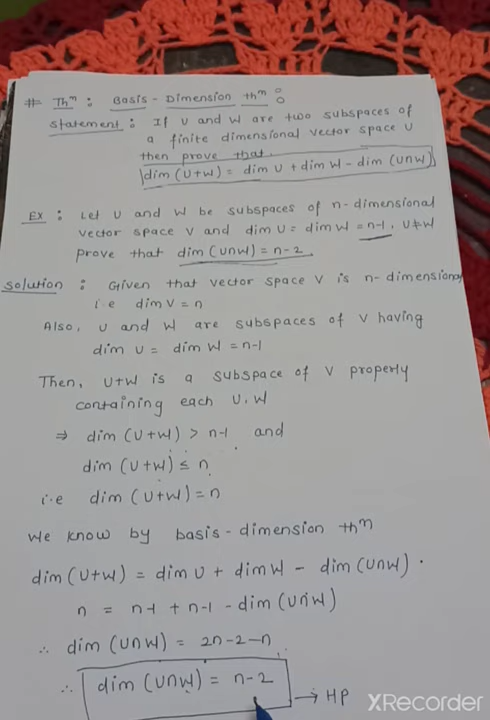 # Thᵐ : Basis - Dimension thᵐ :
Statement : If U and W are two subspaces of
a finite dimensional vector space U
then prove that
dim (U+W) = dim U + dim W - dim (U∩W)
Ex : Let U and W be subspaces of n-dimensional
vector space V and dim U = dim W = n-1, U≠W
prove that dim (U∩W) = n-2
Solution : Given that vector space V is n-dimensional
i.e dim V = n
Also, U and W are subspaces of V having
dim U = dim W = n-1
Then, U+W is a subspace of V properly
containing each U, W
⇒ dim (U+W) > n-1 and
dim (U+W) ≤ n
i.e dim (U+W) = n
We know by basis-dimension thᵐ
dim (U+W) = dim U + dim W - dim (U∩W) .
n = n-1 + n-1 - dim (U∩W)
∴ dim (U∩W) = 2n-2-n
∴ dim (U∩W) = n-2 → HP
XRecorder